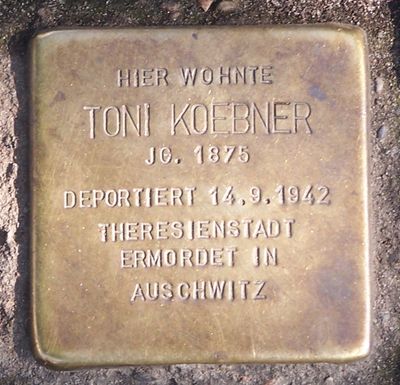 HIER WOHNTE
TONI KOEBNER
JG. 1875
DEPORTIERT 14.9.1942
THERESIENSTADT
ERMORDET IN
AUSCHWITZ